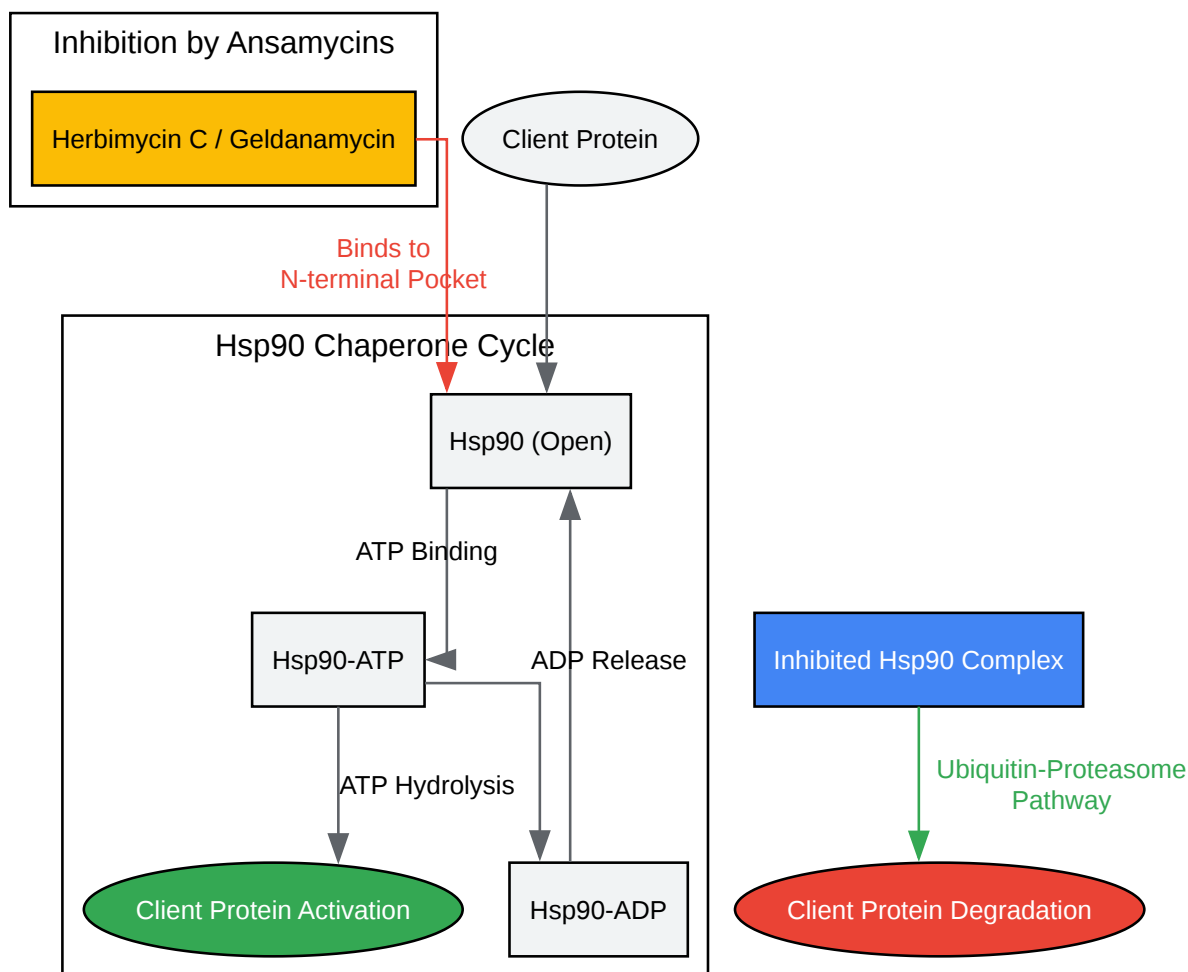 Inhibition by Ansamycins
Herbimycin C / Geldanamycin
Client Protein
Binds to
N-terminal Pocket
Hsp90 Chaperone Cycle
Hsp90 (Open)
ATP Binding
Hsp90-ATP
ADP Release
Inhibited Hsp90 Complex
ATP Hydrolysis
Ubiquitin-Proteasome
Pathway
Client Protein Activation
Hsp90-ADP
Client Protein Degradation